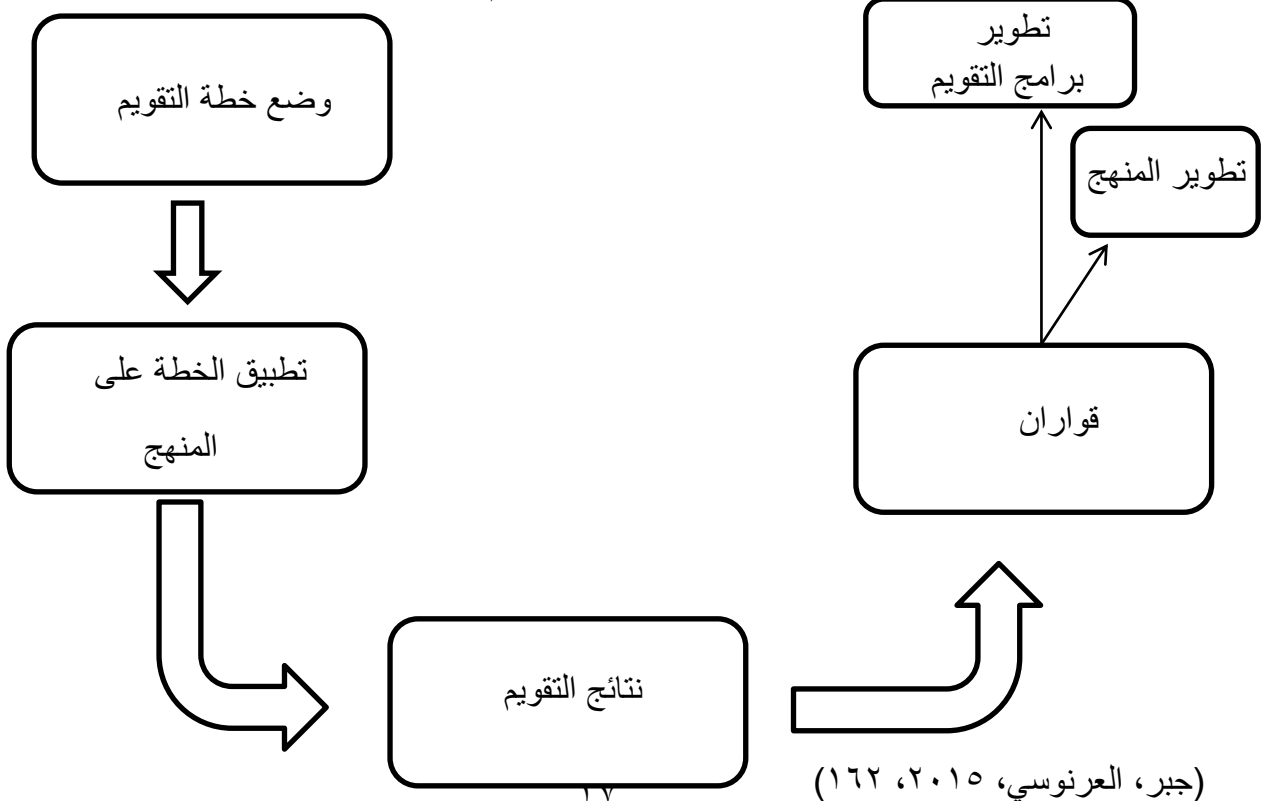 وضع خطة التقويم
تطبيق الخطة على
المنهج
نتائج التقويم
قواران
تطوير المنهج
تطوير
برامج التقويم
(جبر، العرنوسي، ٢٠١٥، ١٦٢)